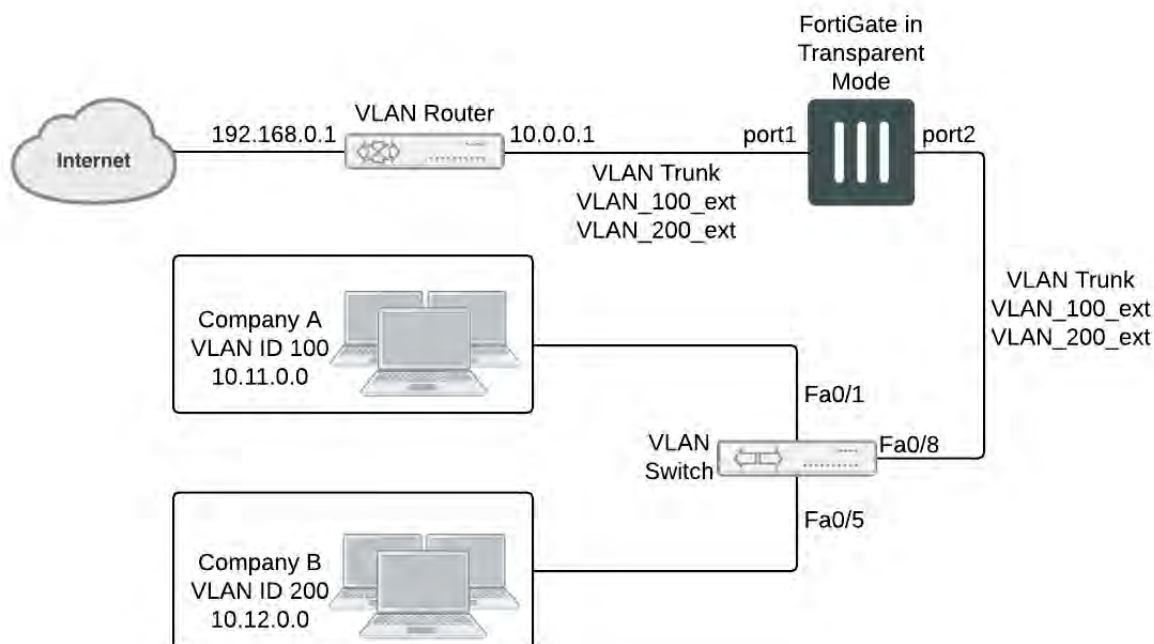 FortiGate in
Transparent
Mode
VLAN Router
Internet
192.168.0.1
10.0.0.1
port1
port2
VLAN Trunk
VLAN_100_ext
VLAN_200_ext
VLAN Trunk
VLAN_100_ext
VLAN_200_ext
Company A
VLAN ID 100
10.11.0.0
Fa0/1
VLAN
Switch
Fa0/8
Fa0/5
Company B
VLAN ID 200
10.12.0.0